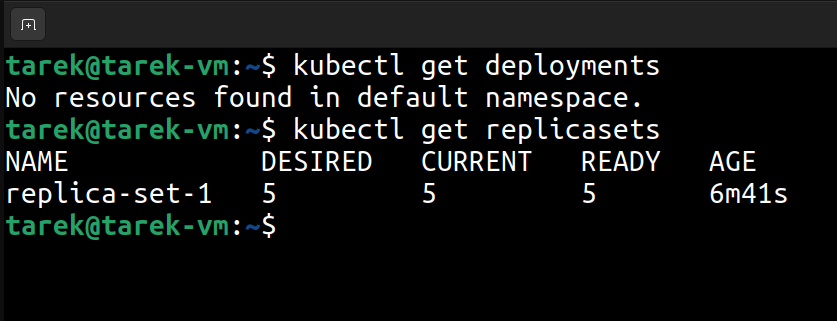 tarek@tarek-vm:~$ kubectl get deployments
No resources found in default namespace.
tarek@tarek-vm:~$ kubectl get replicasets
NAME DESIRED CURRENT READY AGE
replica-set-1 5 5 5 6m41s
tarek@tarek-vm:~$